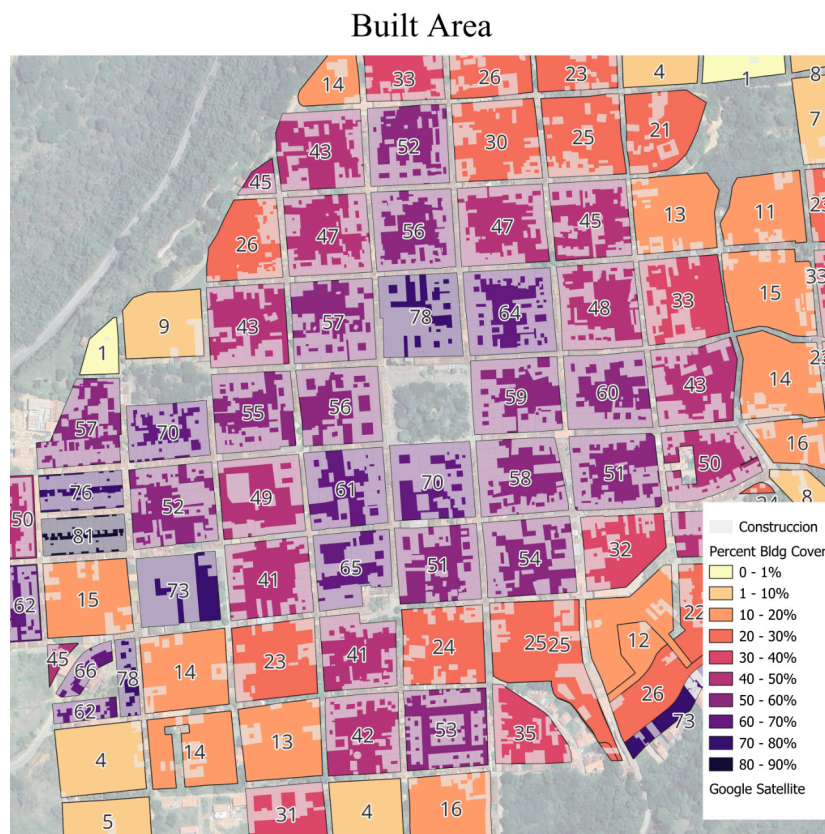 Built Area
14 33 26 23 4 1 8
43 52 30 25 21 7
45
26 47 56 47 45 13 11 23
1 9 43 57 78 64 48 33 15 33
57 70 55 56 59 60 43 14 23
76 52 49 61 70 58 51 50 16
50 81 8
62 15 73 41 65 51 54 32
45 66 78 14 23 41 24 25 25 12 22
62 26
4 14 13 42 53 35 73
5 31 4 16
Construccion
Percent Bldg Cover
0 - 1%
1 - 10%
10 - 20%
20 - 30%
30 - 40%
40 - 50%
50 - 60%
60 - 70%
70 - 80%
80 - 90%
Google Satellite